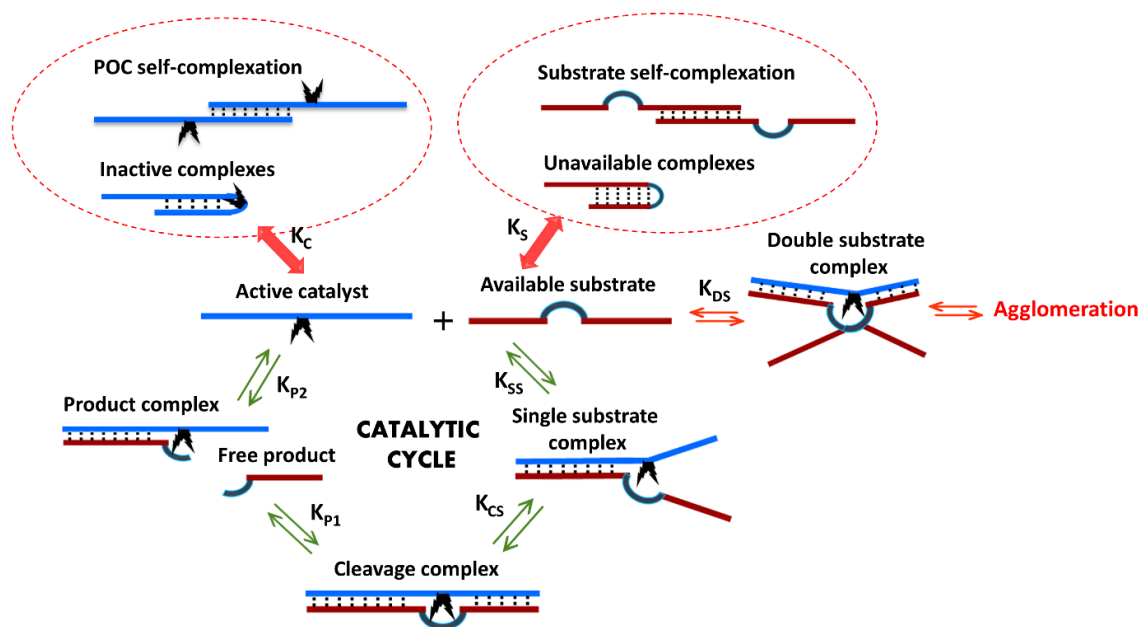 POC self-complexation
Inactive complexes
Substrate self-complexation
Unavailable complexes
K_C
K_S
Double substrate
complex
Active catalyst
+
Available substrate
K_DS
Agglomeration
K_P2
K_SS
Product complex
Free product
CATALYTIC
CYCLE
Single substrate
complex
K_P1
K_CS
Cleavage complex